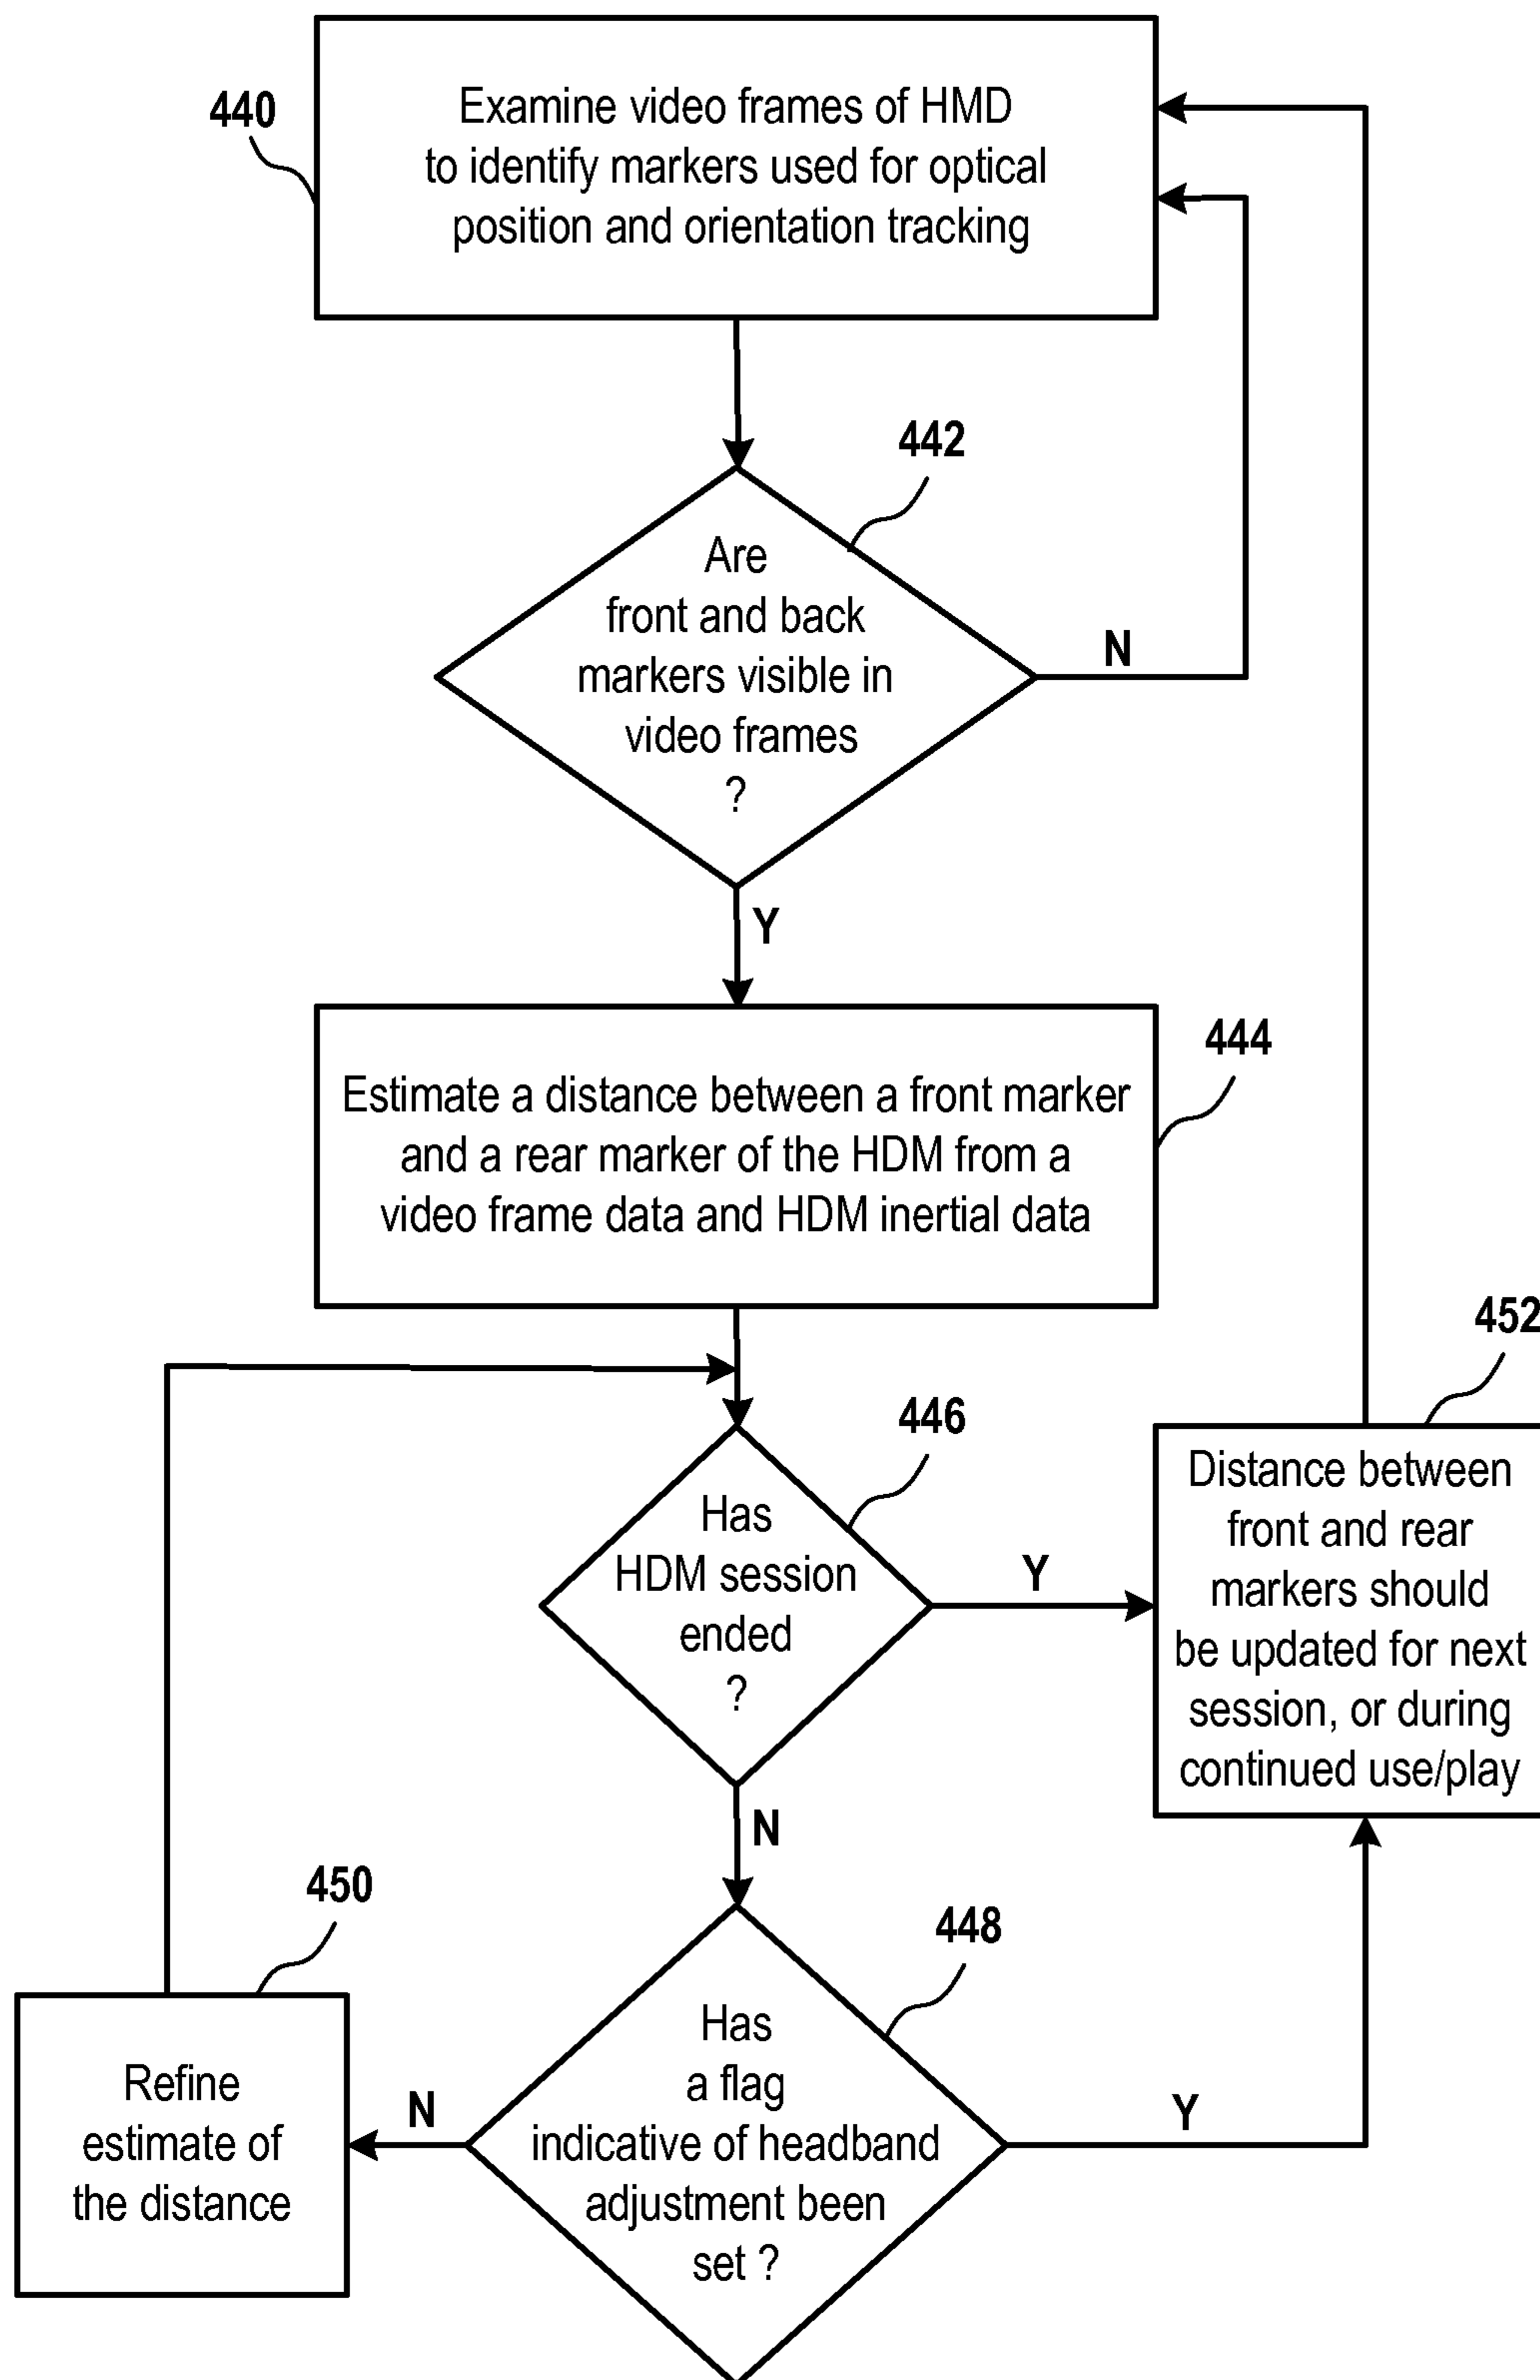 440
Examine video frames of HMD
to identify markers used for optical
position and orientation tracking
442
Are
front and back
markers visible in
video frames
?
N
Y
444
Estimate a distance between a front marker
and a rear marker of the HDM from a
video frame data and HDM inertial data
446
Has
HDM session
ended
?
Y
N
452
Distance between
front and rear
markers should
be updated for next
session, or during
continued use/play
448
Has
a flag
indicative of headband
adjustment been
set ?
N
Y
450
Refine
estimate of
the distance